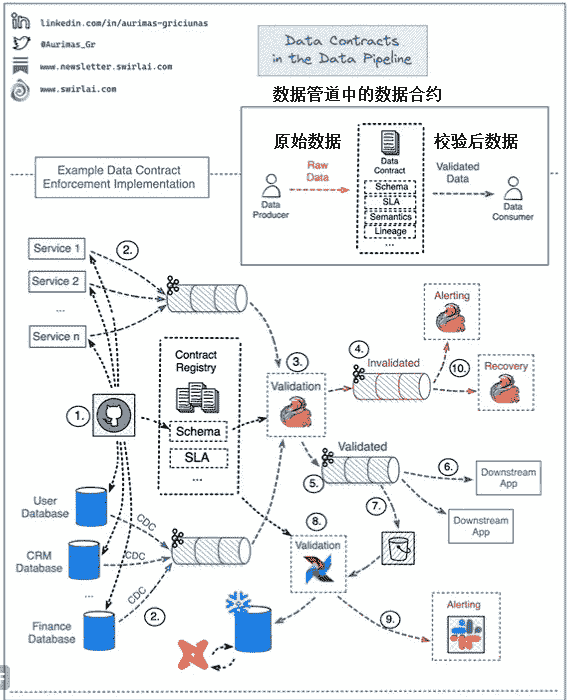 linkedin.com/in/aurimas-griciunas
@Aurimas_Gr
www.newsletter.swirlai.com
www.swirlai.com
Data Contracts
in the Data Pipeline
数据管道中的数据合约
原始数据
校验后数据
Raw
Data
Data
Contract
Validated
Data
Schema
SLA
Semantics
Lineage
...
Data
Producer
Data
Consumer
Example Data Contract
Enforcement Implementation
Service 1
Service 2
...
Service n
2.
1.
Contract
Registry
Schema
SLA
...
3.
Validation
4.
Invalidated
Alerting
10.
Recovery
Validated
5.
6.
Downstream
App
Downstream
App
7.
User
Database
CDC
CRM
Database
CDC
...
Finance
Database
CDC
2.
8.
Validation
9.
Alerting